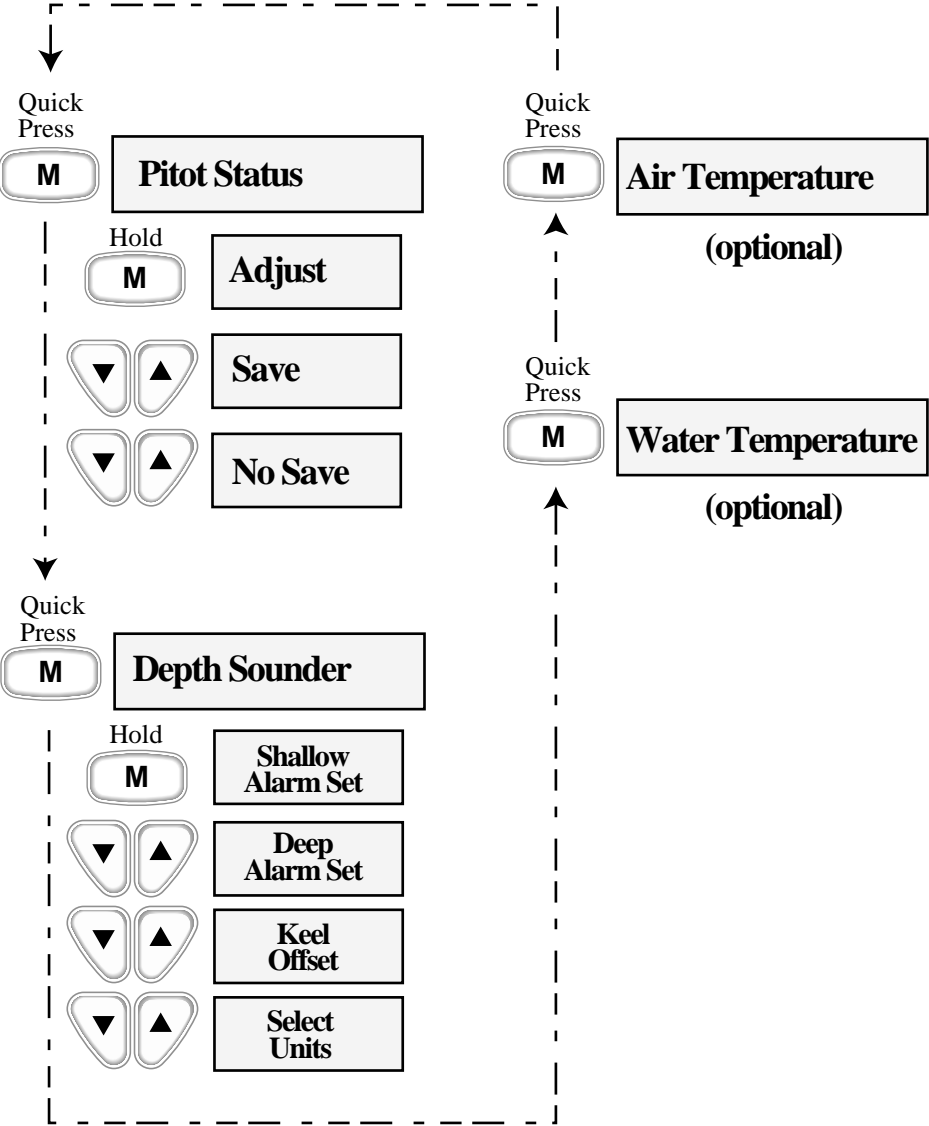 Quick
Press
M
Pitot Status
Hold
M
Adjust
Save
No Save
Quick
Press
M
Depth Sounder
Hold
M
Shallow
Alarm Set
Deep
Alarm Set
Keel
Offset
Select
Units
Quick
Press
M
Air Temperature
(optional)
Quick
Press
M
Water Temperature
(optional)